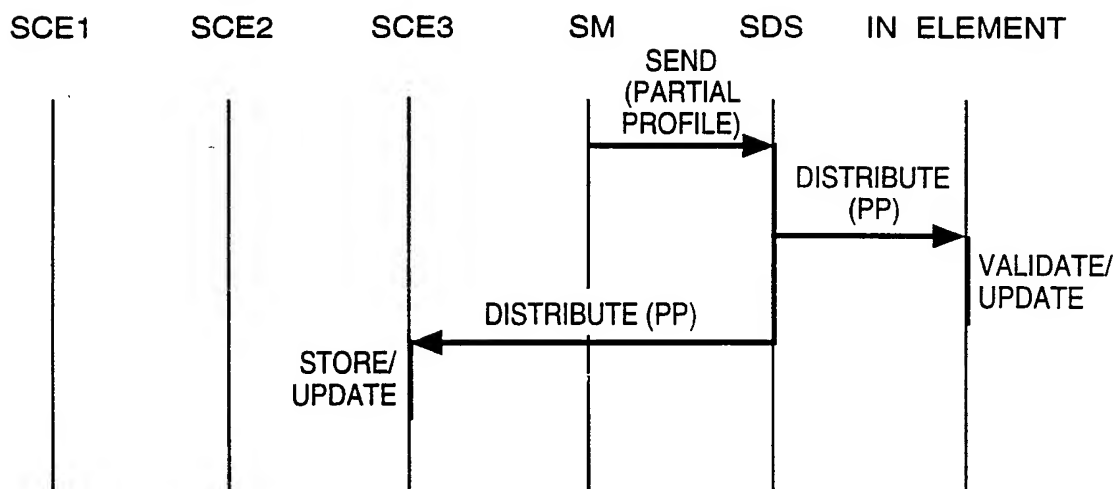 SCE1 SCE2 SCE3 SM SDS IN ELEMENT
SEND
(PARTIAL
PROFILE)
DISTRIBUTE
(PP)
VALIDATE/
UPDATE
DISTRIBUTE (PP)
STORE/
UPDATE